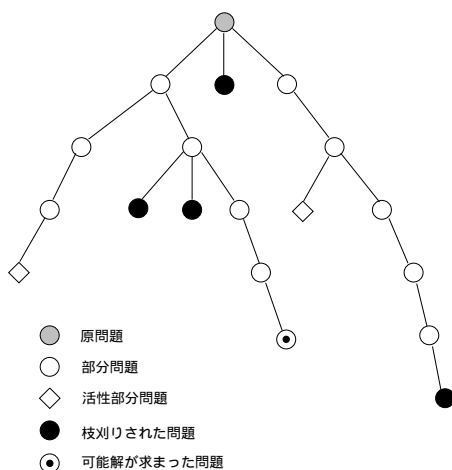 原問題
部分問題
活性部分問題
枝刈りされた問題
可能解が求まった問題